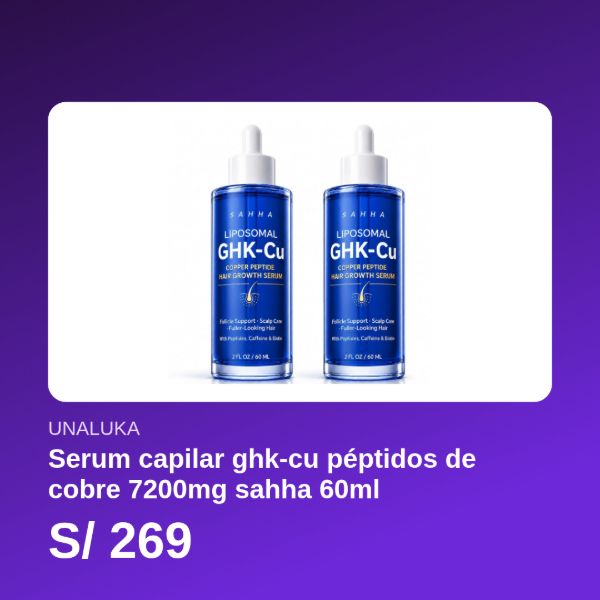 SAHHA
LIPOSOMAL
GHK-Cu
COPPER PEPTIDE
HAIR GROWTH SERUM
Follicle Support · Scalp Care
·Fuller-Looking Hair
With Peptides, Caffeine & Biotin
2 FL OZ / 60 ML
SAHHA
LIPOSOMAL
GHK-Cu
COPPER PEPTIDE
HAIR GROWTH SERUM
Follicle Support · Scalp Care
·Fuller-Looking Hair
With Peptides, Caffeine & Biotin
2 FL OZ / 60 ML
UNALUKA
Serum capilar ghk-cu péptidos de
cobre 7200mg sahha 60ml
S/ 269